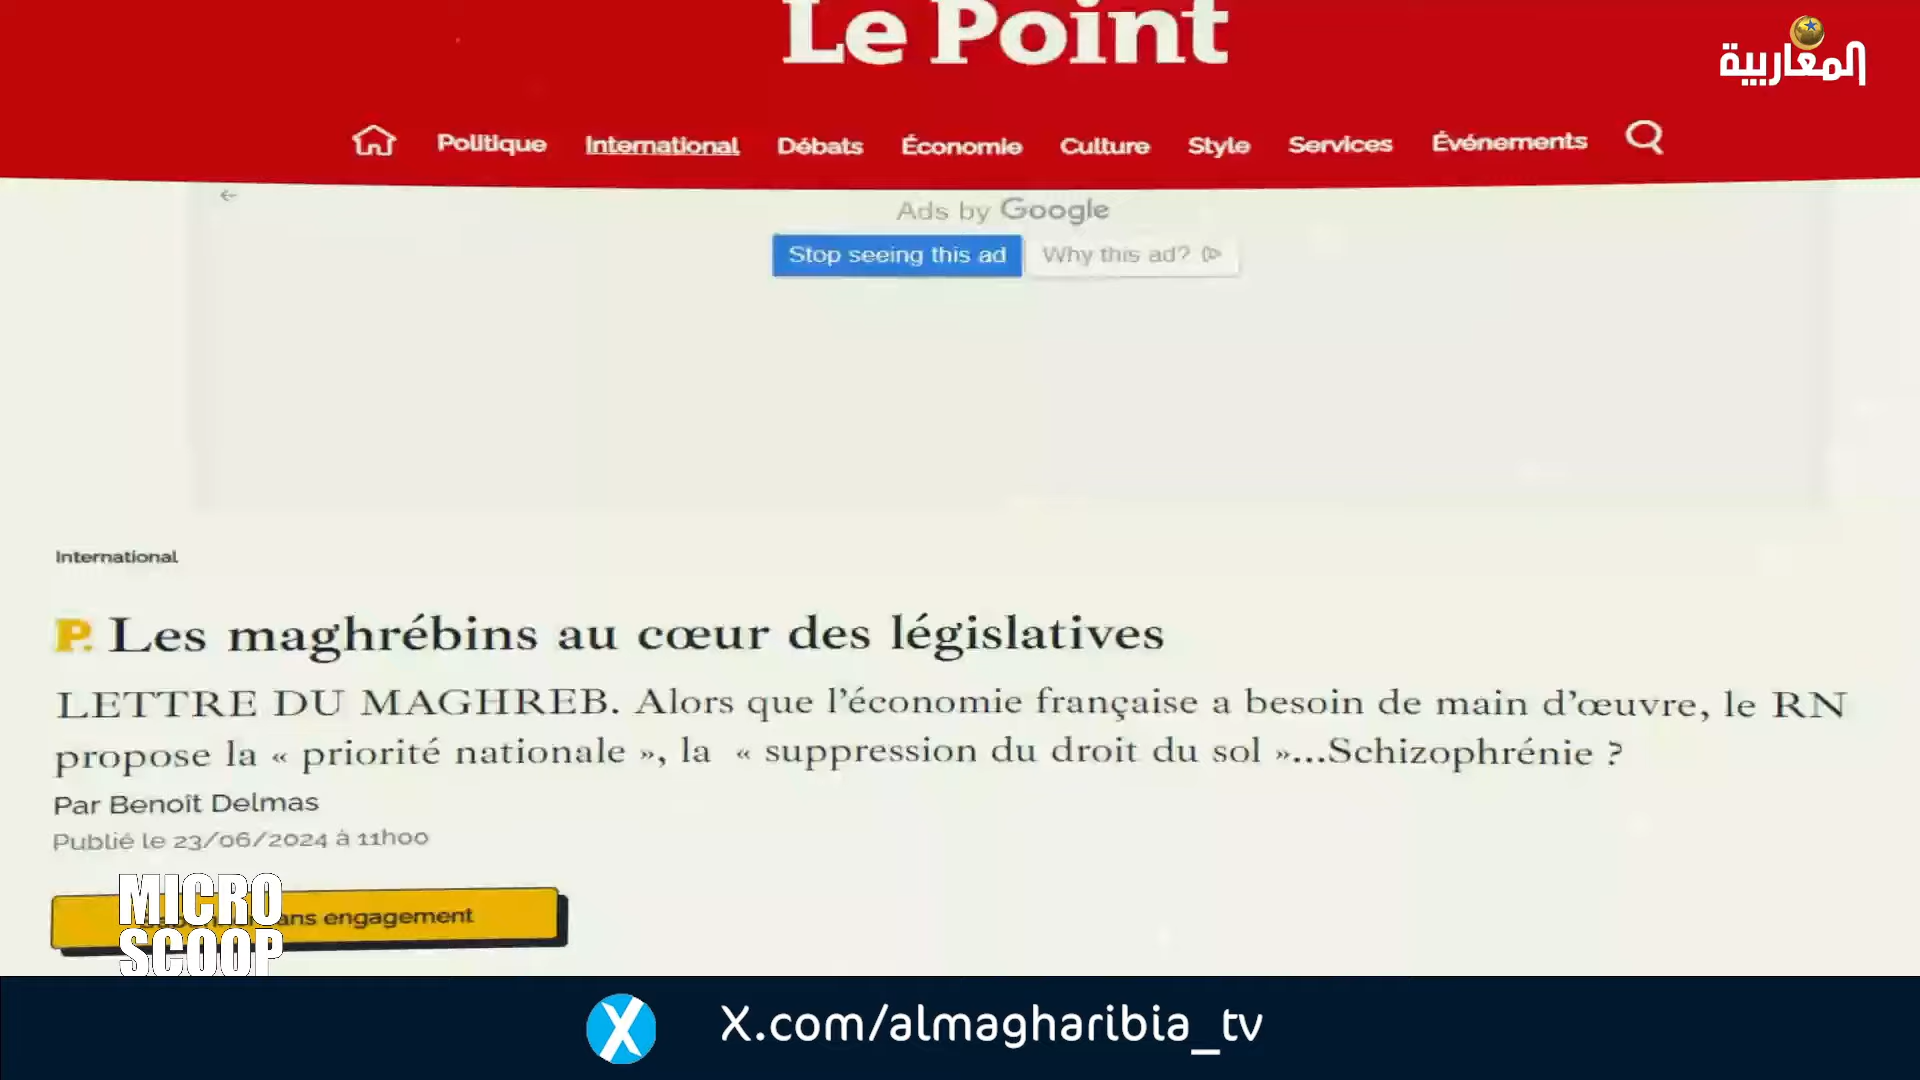 Le Point
المغاربية
Politique International Débats Économie Culture Style Services Événements
Ads by Google
Stop seeing this ad Why this ad?
International
P. Les maghrébins au cœur des législatives
LETTRE DU MAGHREB. Alors que l’économie française a besoin de main d’œuvre, le RN
propose la « priorité nationale », la « suppression du droit du sol »...Schizophrénie ?
Par Benoît Delmas
Publié le 23/06/2024 à 11h00
ans engagement
MICRO
SCOOP
X.com/almagharibia_tv